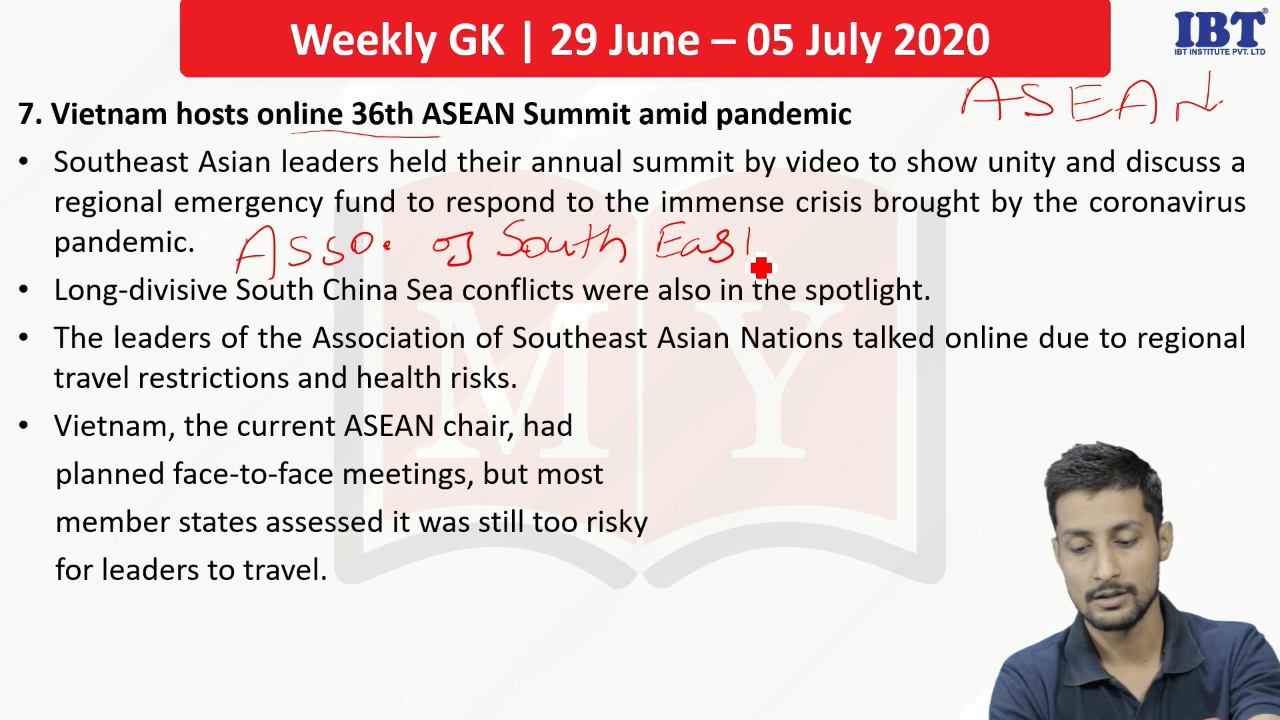 Weekly GK | 29 June – 05 July 2020
IBT
IBT INSTITUTE PVT. LTD
ASEAN
7. Vietnam hosts online 36th ASEAN Summit amid pandemic
• Southeast Asian leaders held their annual summit by video to show unity and discuss a
regional emergency fund to respond to the immense crisis brought by the coronavirus
pandemic.
Asso. of South East
• Long-divisive South China Sea conflicts were also in the spotlight.
• The leaders of the Association of Southeast Asian Nations talked online due to regional
travel restrictions and health risks.
• Vietnam, the current ASEAN chair, had
planned face-to-face meetings, but most
member states assessed it was still too risky
for leaders to travel.
M Y